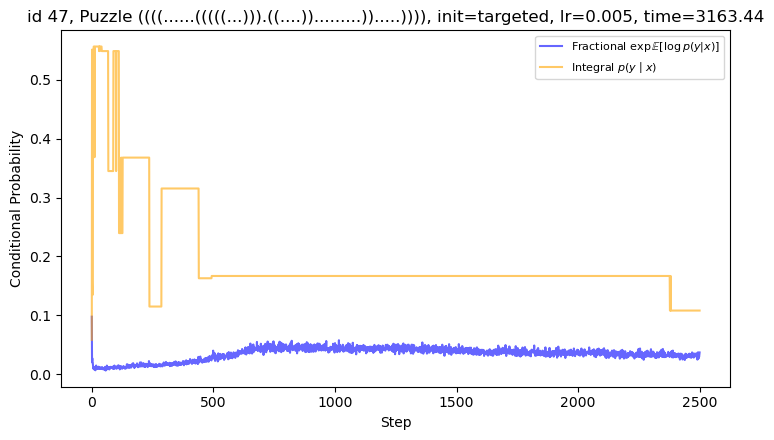 id 47, Puzzle ((((......(((((...))).((....)).........)).....)))), init=targeted, lr=0.005, time=3163.44
Fractional exp𝔼[log p(y|x)]
Integral p(y | x)
Conditional Probability
0.5
0.4
0.3
0.2
0.1
0.0
0 500 1000 1500 2000 2500
Step